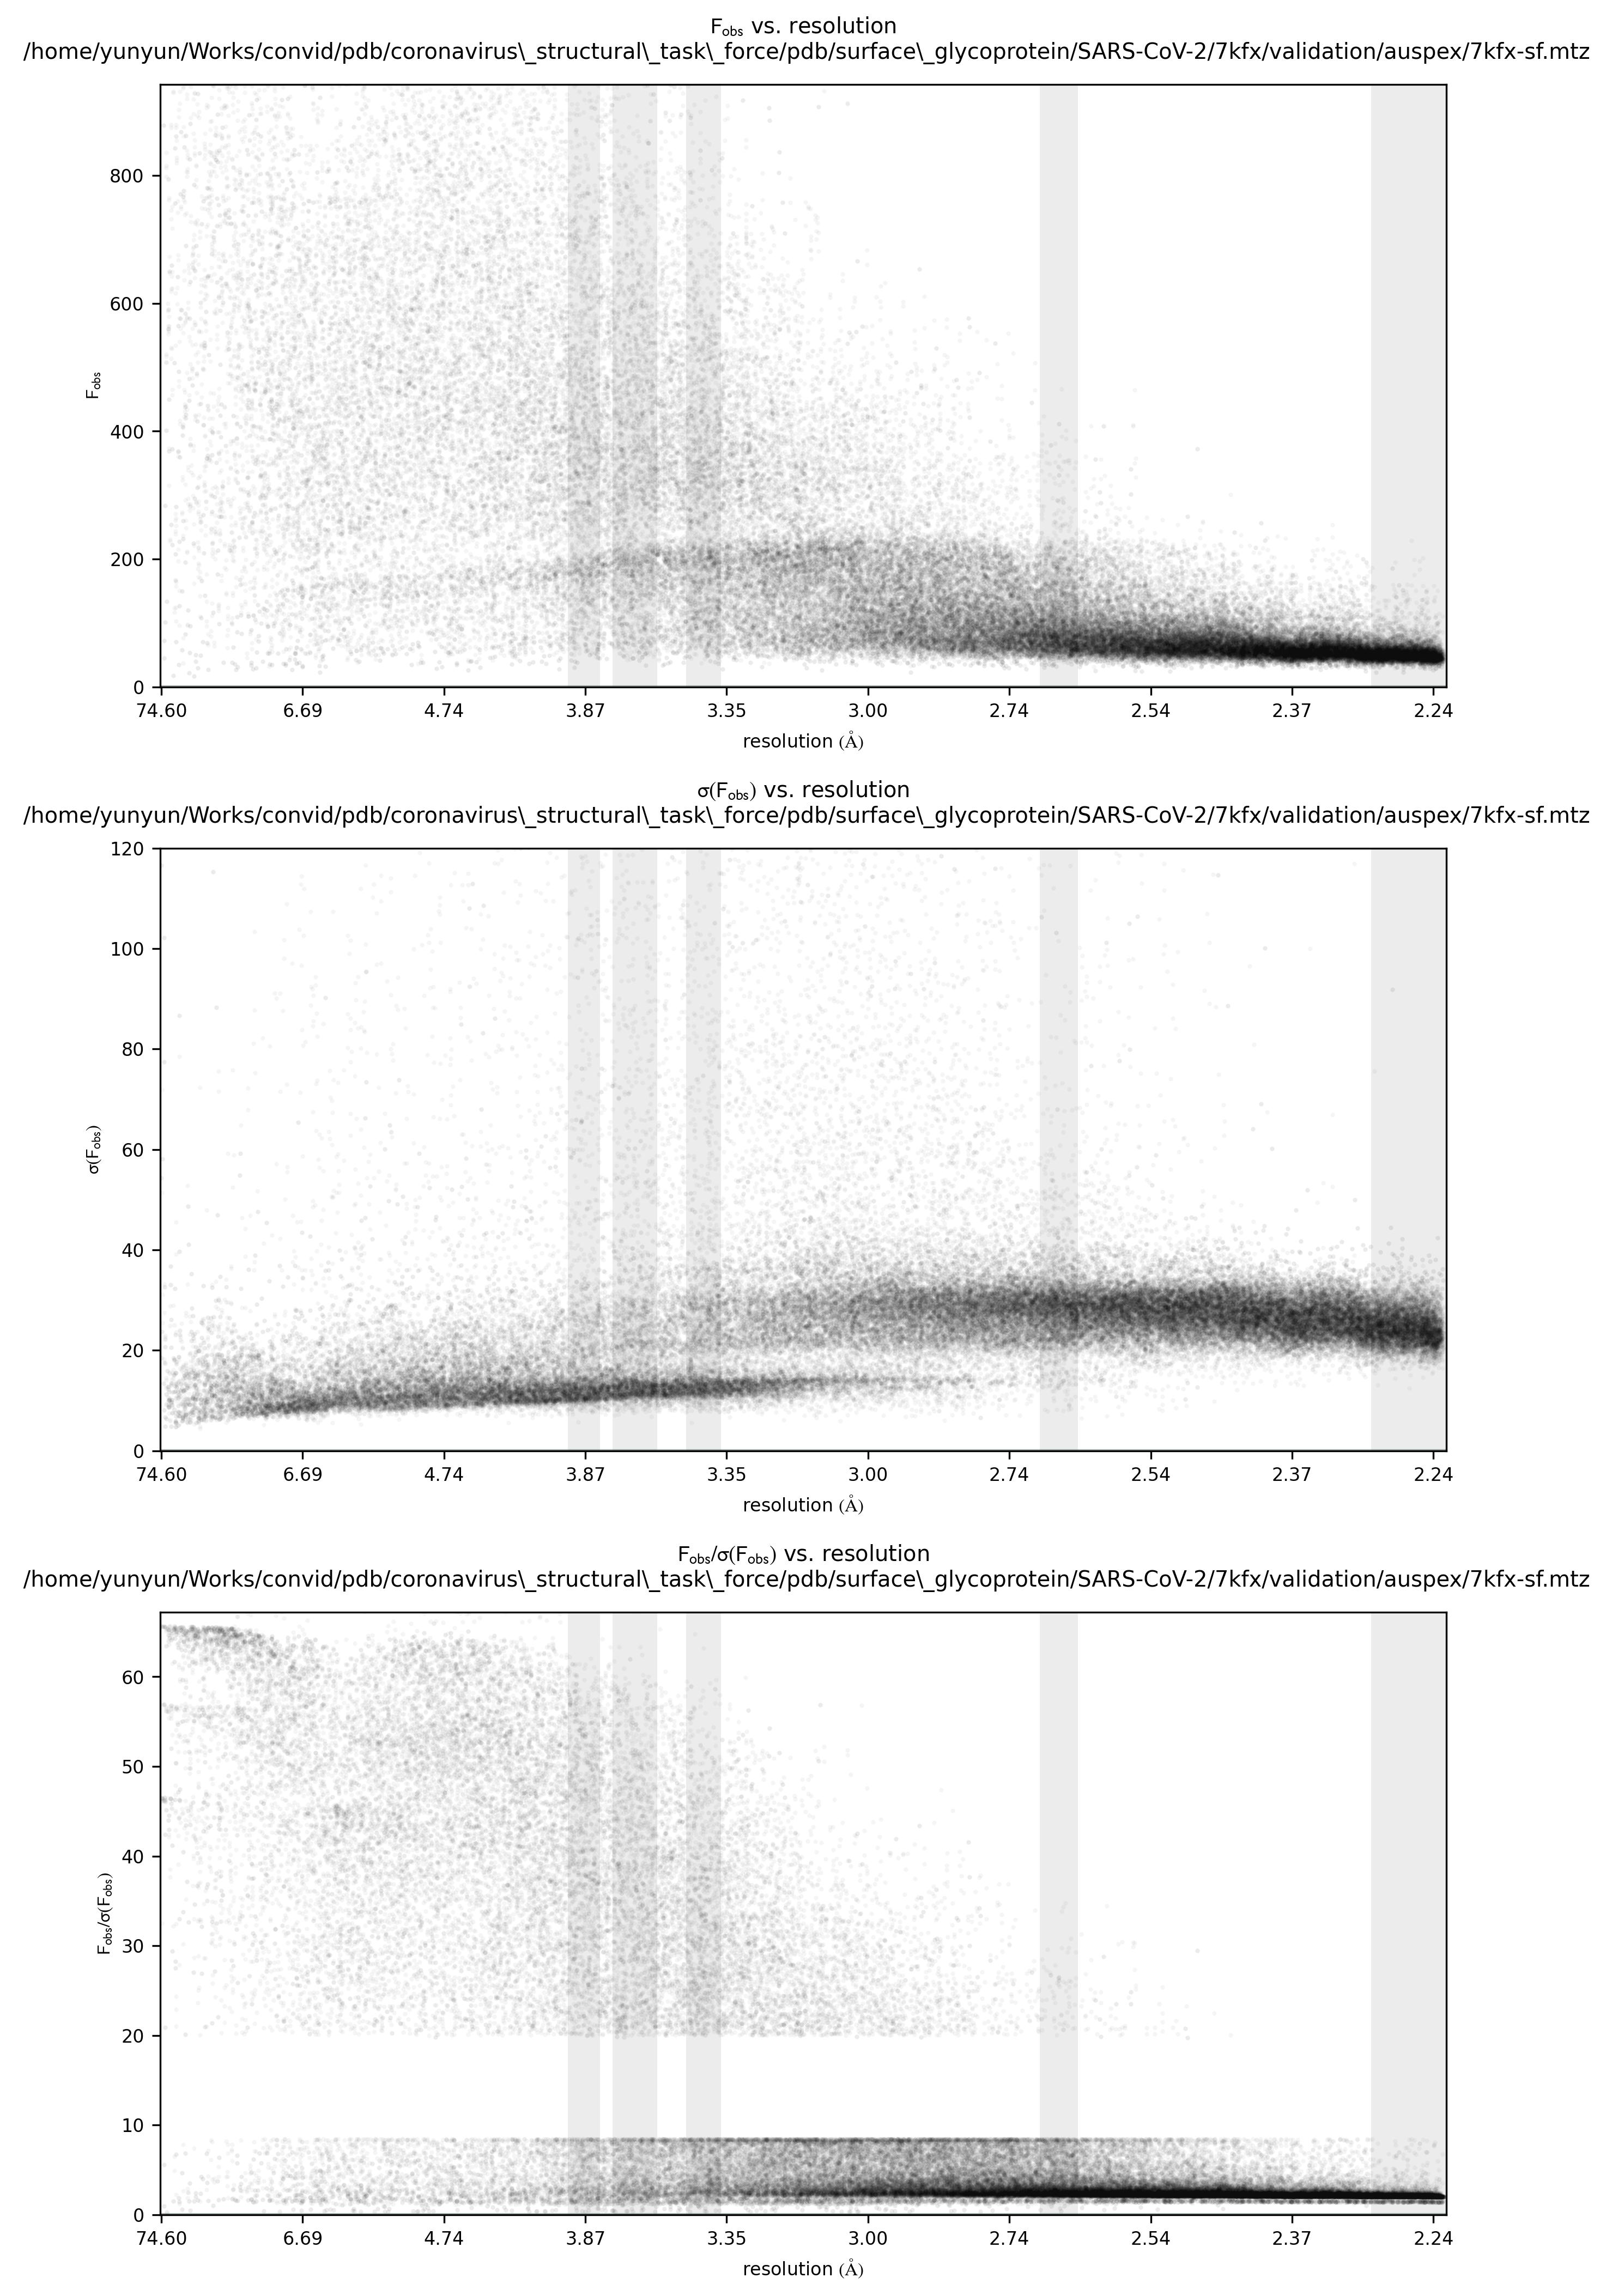 Fobs vs. resolution
/home/yunyun/Works/convid/pdb/coronavirus\_structural\_task\_force/pdb/surface\_glycoprotein/SARS-CoV-2/7kfx/validation/auspex/7kfx-sf.mtz
800
600
400
200
0
Fobs
74.60 6.69 4.74 3.87 3.35 3.00 2.74 2.54 2.37 2.24
resolution (Å)
σ(Fobs) vs. resolution
/home/yunyun/Works/convid/pdb/coronavirus\_structural\_task\_force/pdb/surface\_glycoprotein/SARS-CoV-2/7kfx/validation/auspex/7kfx-sf.mtz
120
100
80
60
40
20
0
σ(Fobs)
74.60 6.69 4.74 3.87 3.35 3.00 2.74 2.54 2.37 2.24
resolution (Å)
Fobs/σ(Fobs) vs. resolution
/home/yunyun/Works/convid/pdb/coronavirus\_structural\_task\_force/pdb/surface\_glycoprotein/SARS-CoV-2/7kfx/validation/auspex/7kfx-sf.mtz
60
50
40
30
20
10
0
Fobs/σ(Fobs)
74.60 6.69 4.74 3.87 3.35 3.00 2.74 2.54 2.37 2.24
resolution (Å)